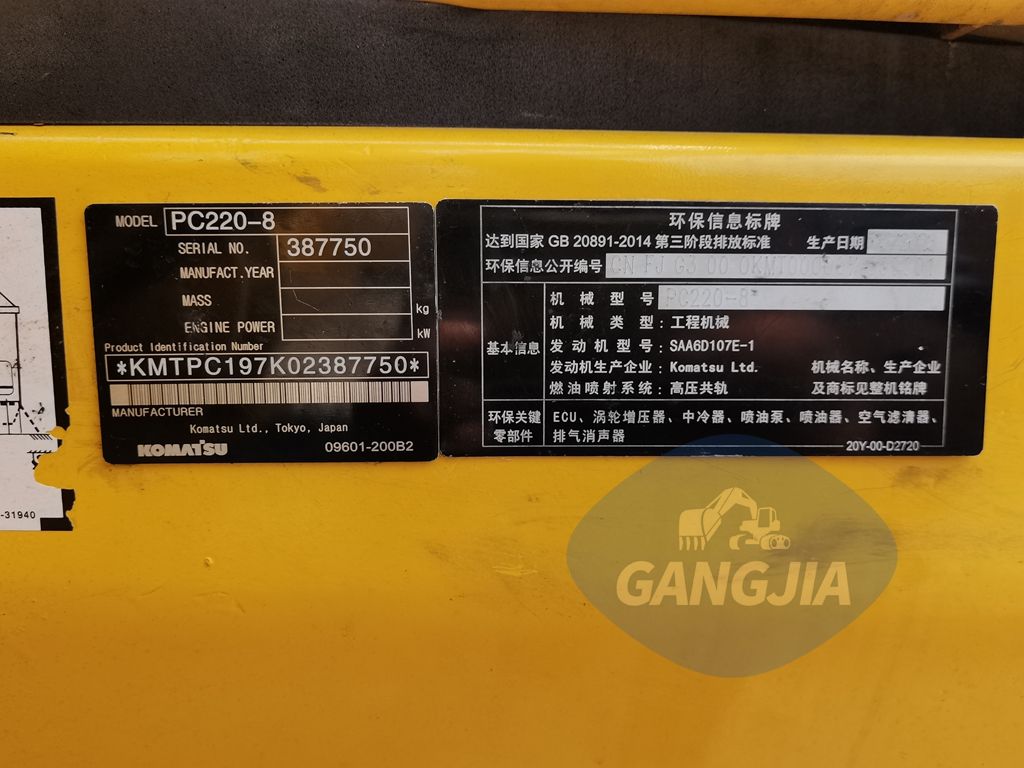 MODEL PC220-8
SERIAL NO. 387750
MANUFACT.YEAR
MASS kg
ENGINE POWER kW
Product Identification Number
*KMTPC197K02387750*
MANUFACTURER
Komatsu Ltd., Tokyo, Japan
KOMATSU 09601-200B2
环保信息标牌
达到国家 GB 20891-2014 第三阶段排放标准 生产日期
环保信息公开编号 CN FJ G3 00
机械型号 PC220-8
机械类型: 工程机械
基本信息 发动机型号: SAA6D107E-1
发动机生产企业: Komatsu Ltd. 机械名称、生产企业
燃油喷射系统: 高压共轨 及商标见整机铭牌
环保关键 ECU、涡轮增压器、中冷器、喷油泵、喷油器、空气滤清器、
零部件 排气消声器
20Y-00-D2720
-31940
GANGJIA